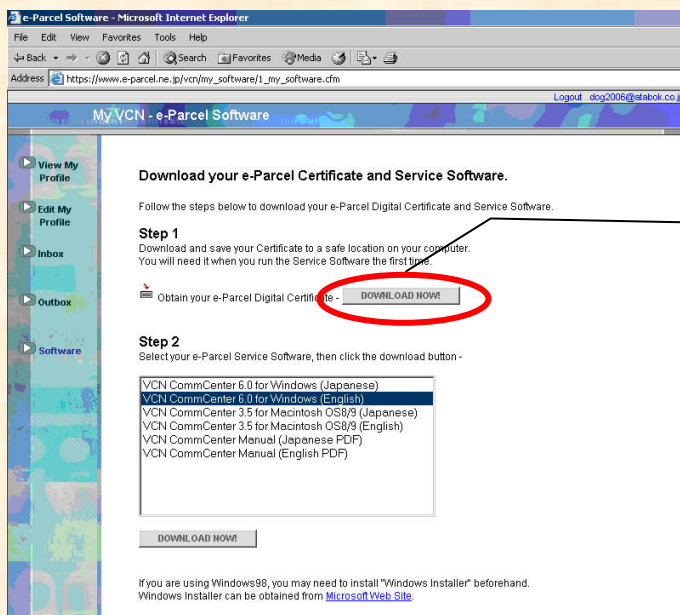 e-Parcel Software - Microsoft Internet Explorer
File Edit View Favorites Tools Help
Back Search Favorites Media
Address https://www.e-parcel.ne.jp/vcn/my_software/1_my_software.cfm
Logout dog2006@atabok.co.j
My VCN - e-Parcel Software
View My
Profile
Edit My
Profile
Inbox
Outbox
Software
Download your e-Parcel Certificate and Service Software.
Follow the steps below to download your e-Parcel Digital Certificate and Service Software.
Step 1
Download and save your Certificate to a safe location on your computer.
You will need it when you run the Service Software the first time.
Obtain your e-Parcel Digital Certificate - DOWNLOAD NOW!
Step 2
Select your e-Parcel Service Software, then click the download button -
VCN CommCenter 6.0 for Windows (Japanese)
VCN CommCenter 6.0 for Windows (English)
VCN CommCenter 3.5 for Macintosh OS8/9 (Japanese)
VCN CommCenter 3.5 for Macintosh OS8/9 (English)
VCN CommCenter Manual (Japanese PDF)
VCN CommCenter Manual (English PDF)
DOWNLOAD NOW!
If you are using Windows98, you may need to install "Windows Installer" beforehand.
Windows Installer can be obtained from Microsoft Web Site.